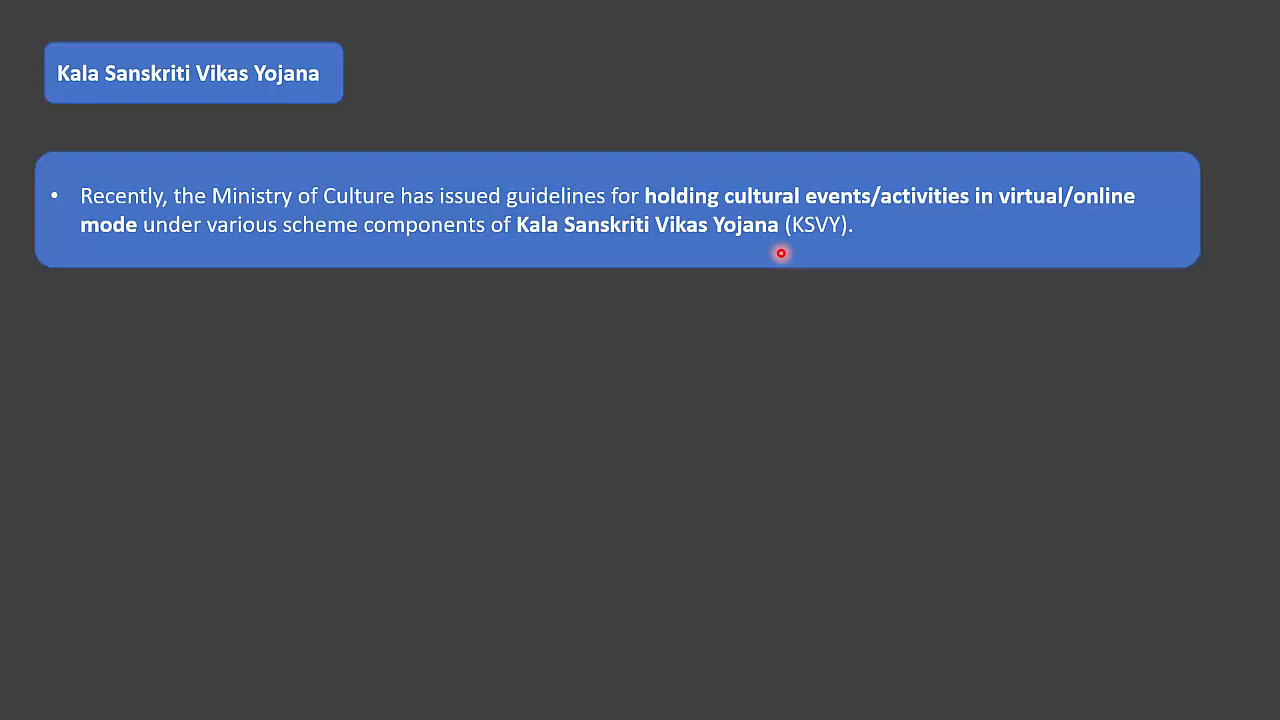 Kala Sanskriti Vikas Yojana
• Recently, the Ministry of Culture has issued guidelines for holding cultural events/activities in virtual/online
mode under various scheme components of Kala Sanskriti Vikas Yojana (KSVY).